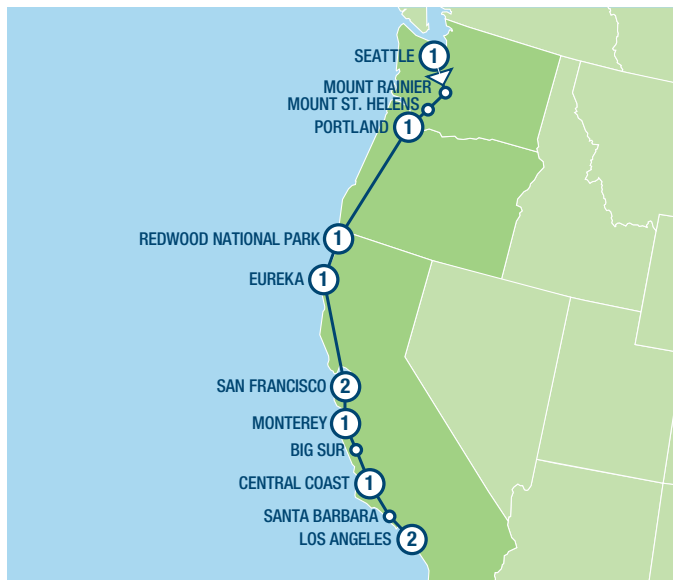 SEATTLE 1
MOUNT RAINIER
MOUNT ST. HELENS
PORTLAND 1
REDWOOD NATIONAL PARK 1
EUREKA 1
SAN FRANCISCO 2
MONTEREY 1
BIG SUR
CENTRAL COAST 1
SANTA BARBARA
LOS ANGELES 2